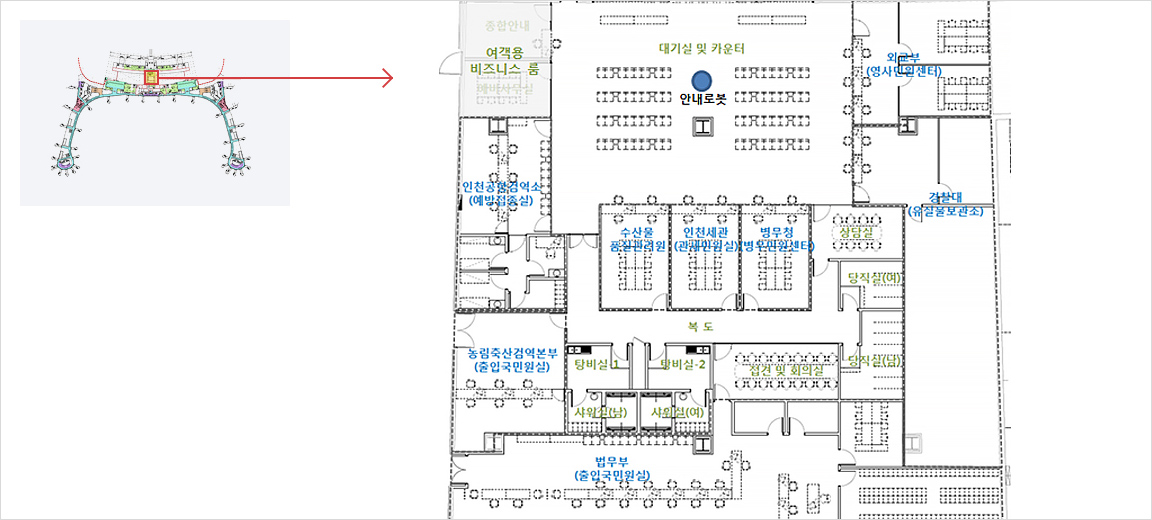 종합안내
여객용
비즈니스 룸
예비사무실
대기실 및 카운터
안내로봇
외교부
(영사민원센터)
인천공항검역소
(예방접종실)
경찰대
(유실물보관소)
수산물
품질관리원
인천세관
(관세민원실)
병무청
(병무민원센터)
상담실
당직실(여)
복 도
농림축산검역본부
(출입국민원실)
탕비실-1
탕비실-2
접견 및 회의실
당직실(남)
샤워실(남)
샤워실(여)
법무부
(출입국민원실)